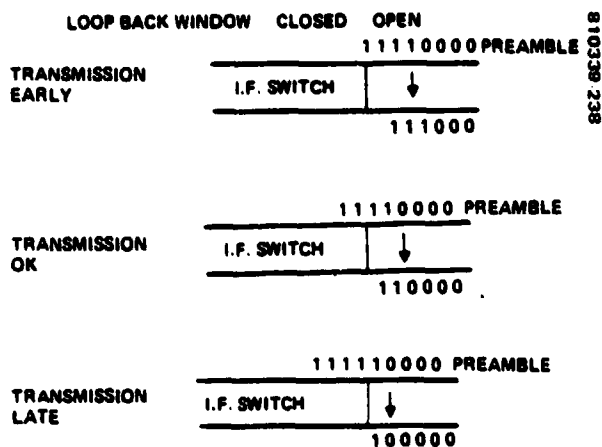 LOOP BACK WINDOW CLOSED OPEN
11110000 PREAMBLE
TRANSMISSION
EARLY
I.F. SWITCH
111000
11110000 PREAMBLE
TRANSMISSION
OK
I.F. SWITCH
110000
111110000 PREAMBLE
TRANSMISSION
LATE
I.F. SWITCH
100000
810339-238